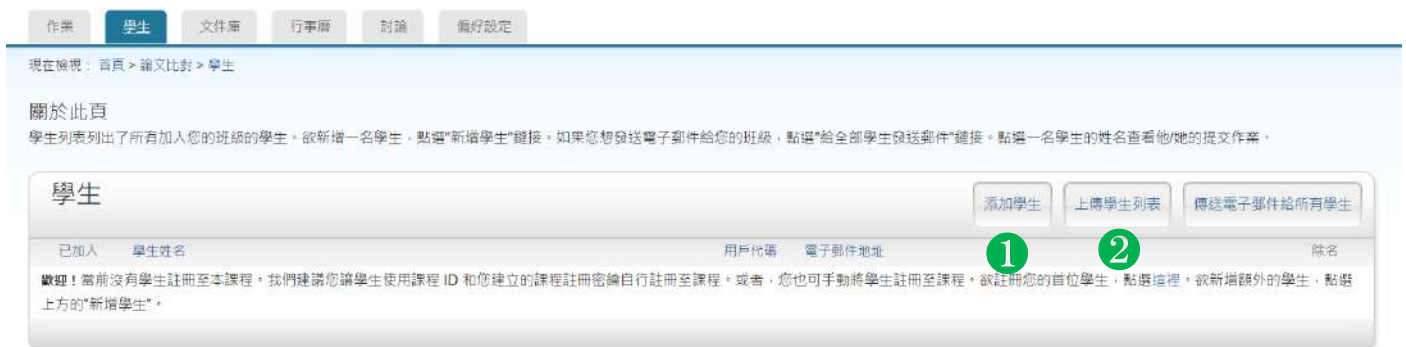 作業 學生 文件庫 行事曆 討論 偏好設定
現在檢視： 首頁 > 論文比對 > 學生
關於此頁
學生列表列出了所有加入您的班級的學生。欲新增一名學生，點選"新增學生"鏈接。如果您想發送電子郵件給您的班級，點選"給全部學生發送郵件"鏈接。點選一名學生的姓名查看他/她的提交作業。
學生 添加學生 上傳學生列表 傳送電子郵件給所有學生
1 2
已加入 學生姓名 用戶代碼 電子郵件地址 除名
歡迎！當前沒有學生註冊至本課程。我們建議您讓學生使用課程 ID 和您建立的課程註冊密鑰自行註冊至課程。或者，您也可手動將學生註冊至課程。欲註冊您的首位學生，點選這裡。欲新增額外的學生，點選
上方的"新增學生"。